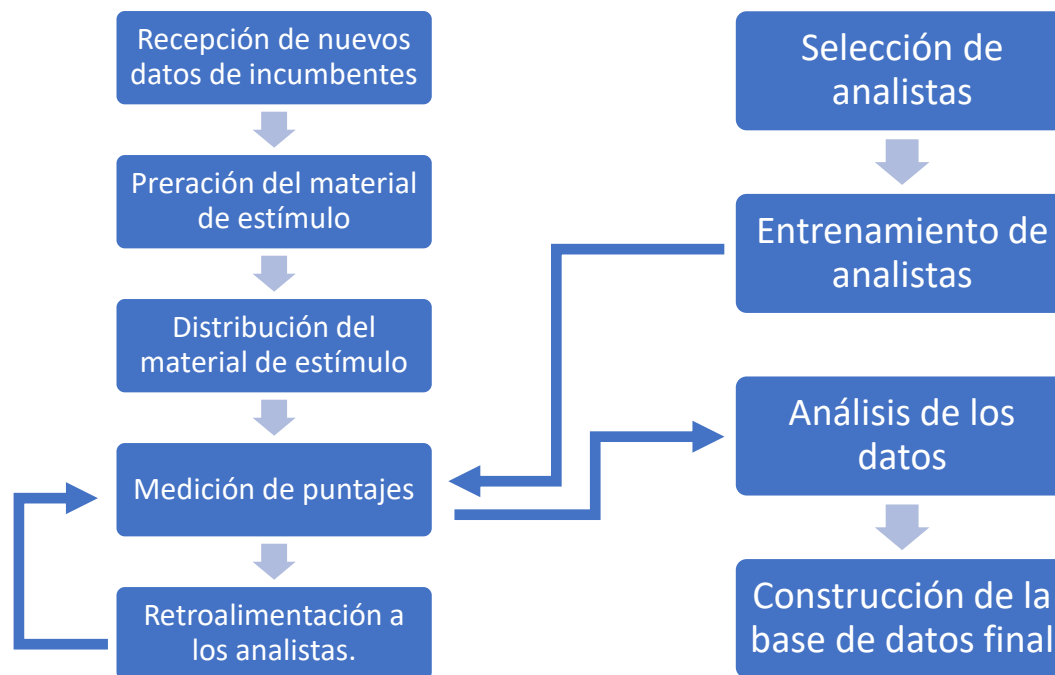 Recepción de nuevos
datos de incumbentes
Preración del material
de estímulo
Distribución del
material de estímulo
Medición de puntajes
Retroalimentación a
los analistas.
Selección de
analistas
Entrenamiento de
analistas
Análisis de los
datos
Construcción de la
base de datos final